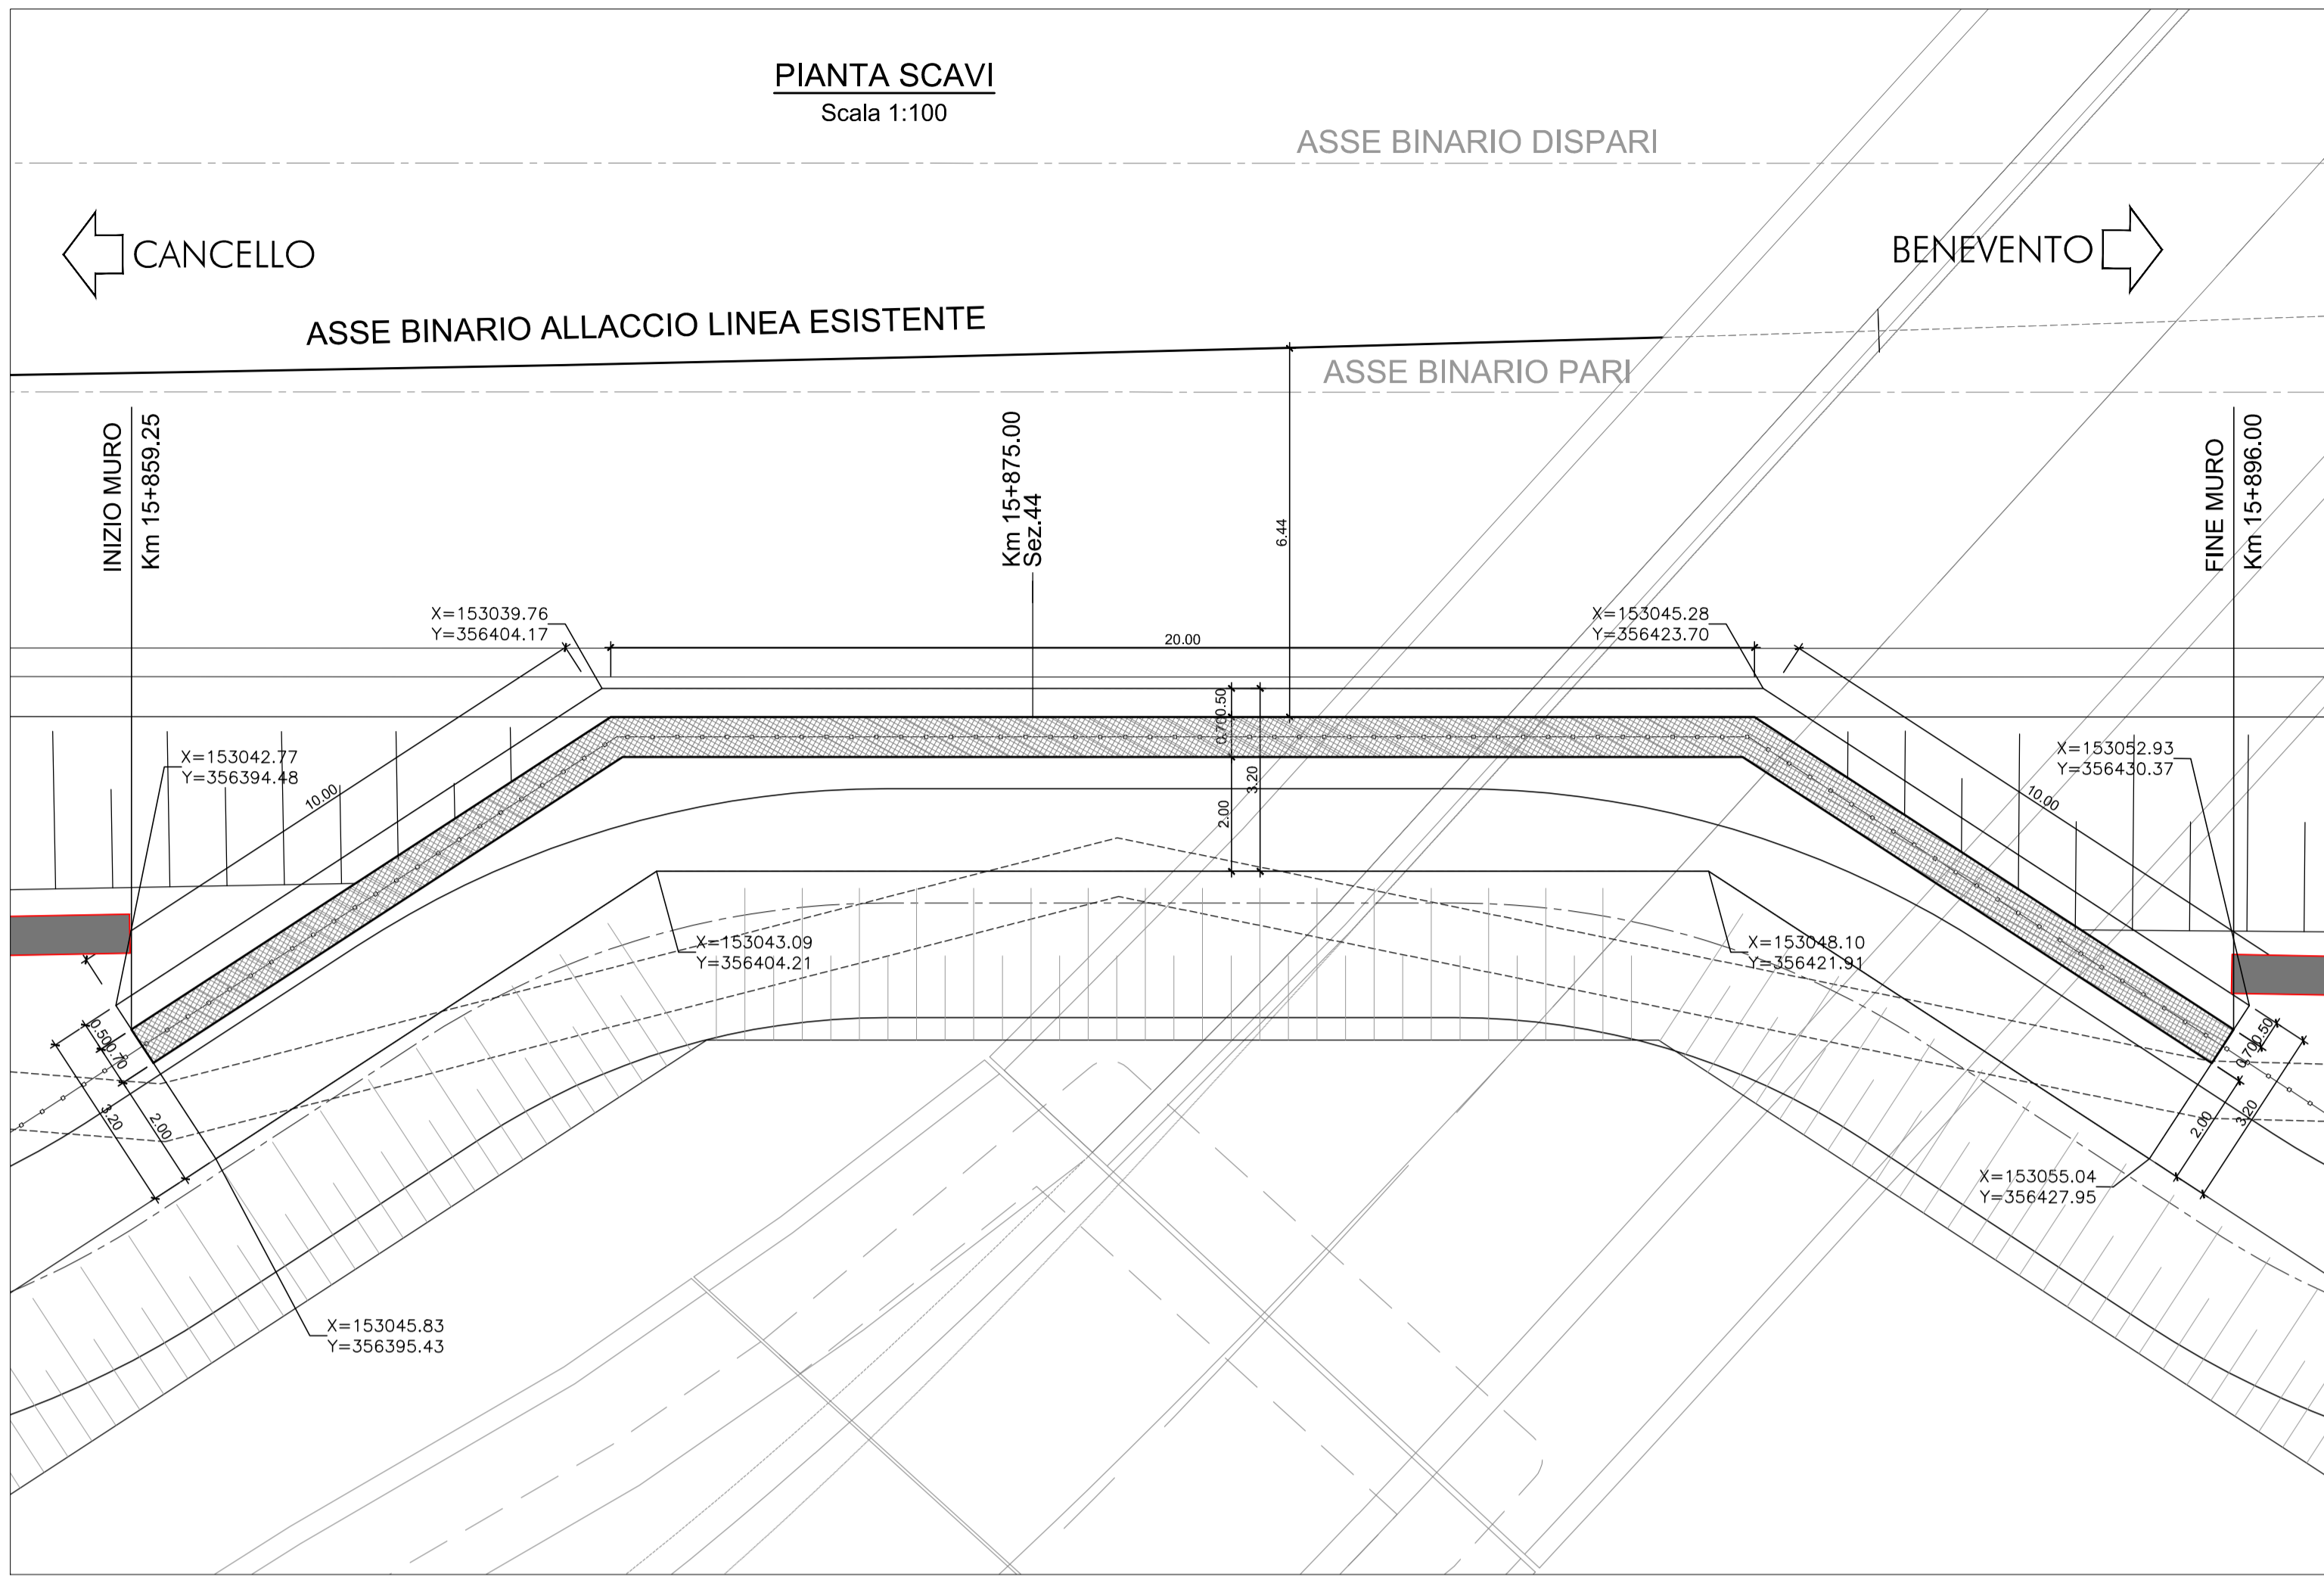 PIANTA SCAVI
Scala 1:100
ASSE BINARIO DISPARI
CANCELLO
BENEVENTO
ASSE BINARIO ALLACCIO LINEA ESISTENTE
ASSE BINARIO PARI
INIZIO MURO
Km 15+859.25
Km 15+875.00
Sez.44
6.44
FINE MURO
Km 15+896.00
X=153039.76
Y=356404.17
20.00
X=153045.28
Y=356423.70
0.70
0.50
X=153042.77
Y=356394.48
10.00
2.00
3.20
X=153052.93
Y=356430.37
10.00
X=153043.09
Y=356404.21
X=153048.10
Y=356421.91
0.50
0.70
3.20
2.00
0.70
0.50
2.00
3.20
X=153055.04
Y=356427.95
X=153045.83
Y=356395.43